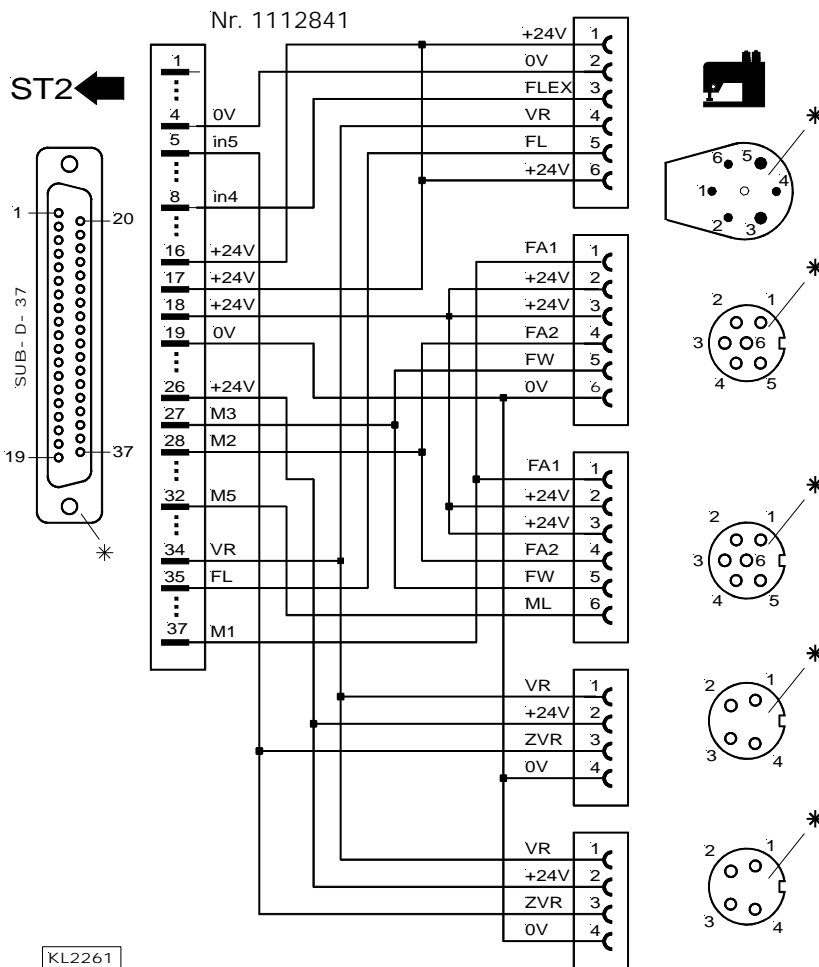 Nr. 1112841
ST2
1
4 0V
5 in5
8 in4
16 +24V
17 +24V
18 +24V
19 0V
26 +24V
27 M3
28 M2
32 M5
34 VR
35 FL
37 M1
1
20
SUB-D-37
19
37
*
+24V 1
0V 2
FLEX 3
VR 4
FL 5
+24V 6
*
6 5
1 4
2 3
FA1 1
+24V 2
+24V 3
FA2 4
FW 5
0V 6
*
2 1
3 6
4 5
FA1 1
+24V 2
+24V 3
FA2 4
FW 5
ML 6
*
2 1
3 6
4 5
VR 1
+24V 2
ZVR 3
0V 4
*
2 1
3 4
VR 1
+24V 2
ZVR 3
0V 4
*
2 1
3 4
KL2261